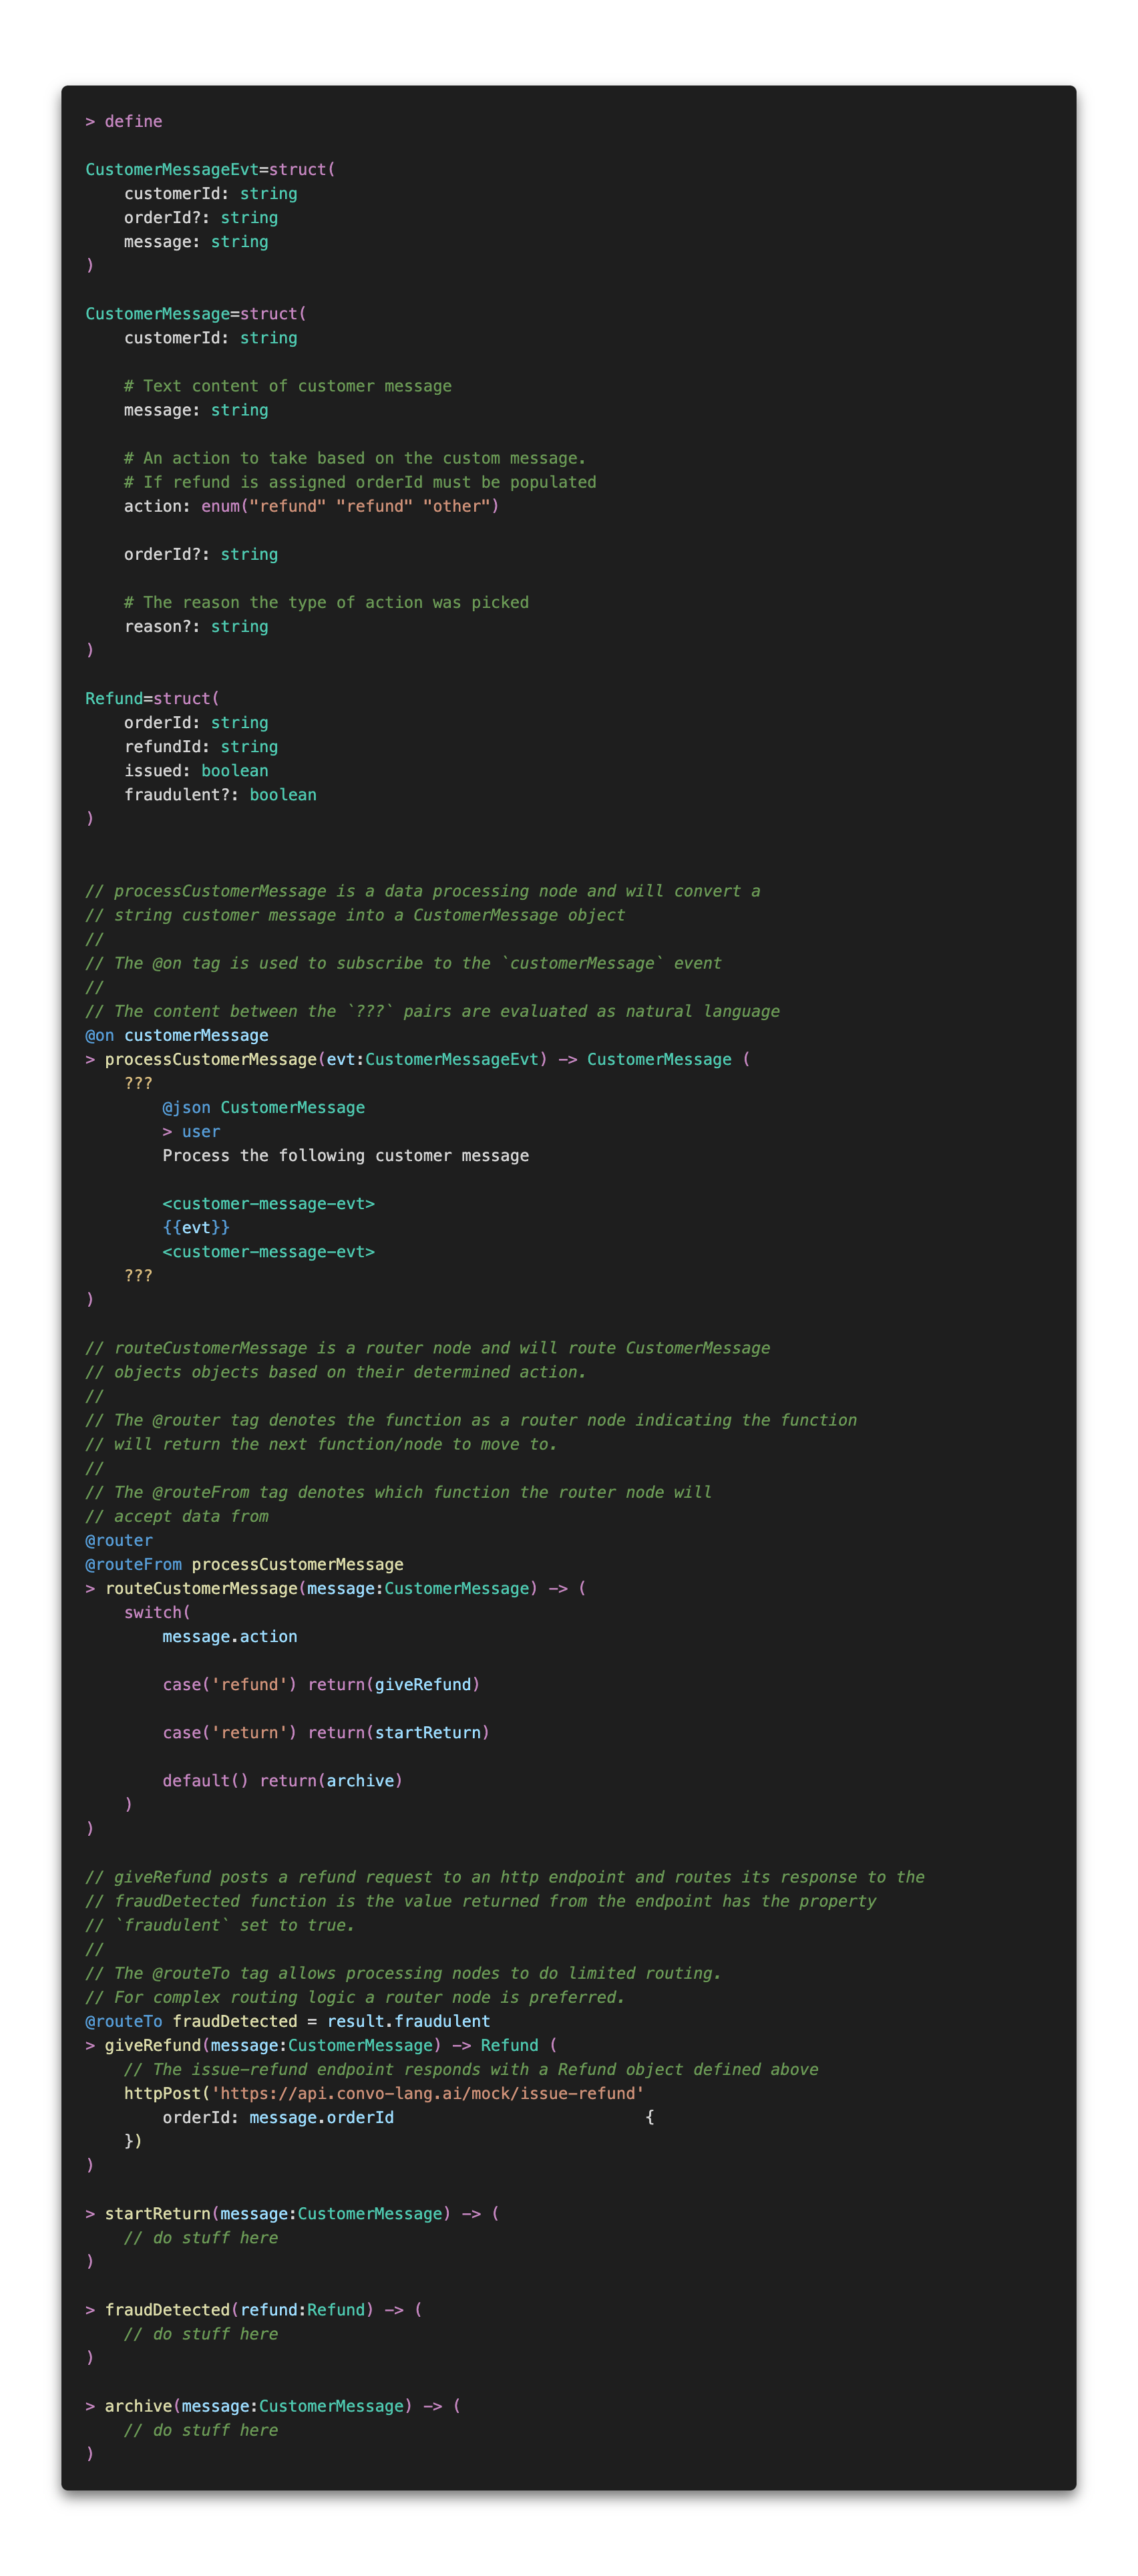 > define

CustomerMessageEvt=struct(
    customerId: string
    orderId?: string
    message: string
)

CustomerMessage=struct(
    customerId: string

    # Text content of customer message
    message: string

    # An action to take based on the custom message.
    # If refund is assigned orderId must be populated
    action: enum("refund" "refund" "other")

    orderId?: string

    # The reason the type of action was picked
    reason?: string
)

Refund=struct(
    orderId: string
    refundId: string
    issued: boolean
    fraudulent?: boolean
)


// processCustomerMessage is a data processing node and will convert a
// string customer message into a CustomerMessage object
//
// The @on tag is used to subscribe to the `customerMessage` event
//
// The content between the `???` pairs are evaluated as natural language
@on customerMessage
> processCustomerMessage(evt:CustomerMessageEvt) -> CustomerMessage (
    ???
        @json CustomerMessage
        > user
        Process the following customer message

        <customer-message-evt>
        {{evt}}
        <customer-message-evt>
    ???
)

// routeCustomerMessage is a router node and will route CustomerMessage
// objects objects based on their determined action.
//
// The @router tag denotes the function as a router node indicating the function
// will return the next function/node to move to.
//
// The @routeFrom tag denotes which function the router node will
// accept data from
@router
@routeFrom processCustomerMessage
> routeCustomerMessage(message:CustomerMessage) -> (
    switch(
        message.action

        case('refund') return(giveRefund)

        case('return') return(startReturn)

        default() return(archive)
    )
)

// giveRefund posts a refund request to an http endpoint and routes its response to the
// fraudDetected function is the value returned from the endpoint has the property
// `fraudulent` set to true.
//
// The @routeTo tag allows processing nodes to do limited routing.
// For complex routing logic a router node is preferred.
@routeTo fraudDetected = result.fraudulent
> giveRefund(message:CustomerMessage) -> Refund (
    // The issue-refund endpoint responds with a Refund object defined above
    httpPost('https://api.convo-lang.ai/mock/issue-refund'
        orderId: message.orderId                          {
    })
)

> startReturn(message:CustomerMessage) -> (
    // do stuff here
)

> fraudDetected(refund:Refund) -> (
    // do stuff here
)

> archive(message:CustomerMessage) -> (
    // do stuff here
)